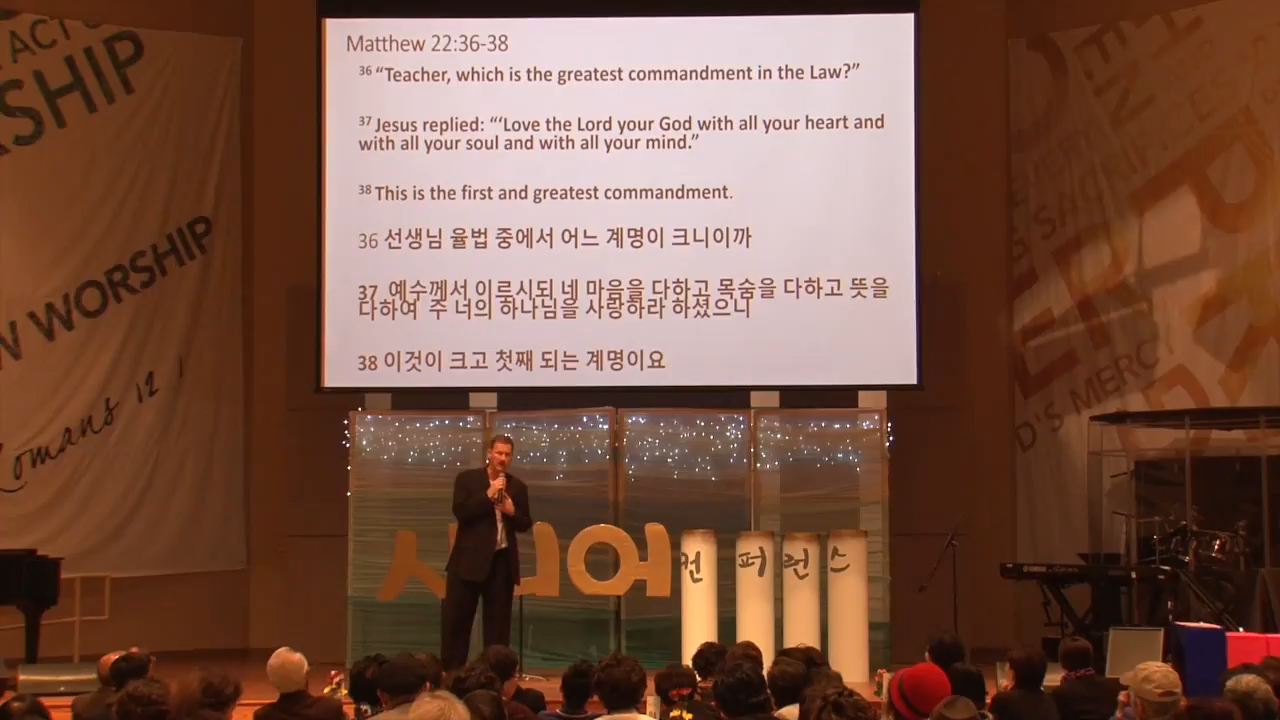 Matthew 22:36-38
36 “Teacher, which is the greatest commandment in the Law?”
37 Jesus replied: “‘Love the Lord your God with all your heart and
with all your soul and with all your mind.”
38 This is the first and greatest commandment.
36 선생님 율법 중에서 어느 계명이 크니이까
37 예수께서 이르시되 네 마음을 다하고 목숨을 다하고 뜻을
다하여 주 너의 하나님을 사랑하라 하셨으니
38 이것이 크고 첫째 되는 계명이요
WORSHIP
Romans 12 1
D'S MERCY
어
컨 퍼 런 스